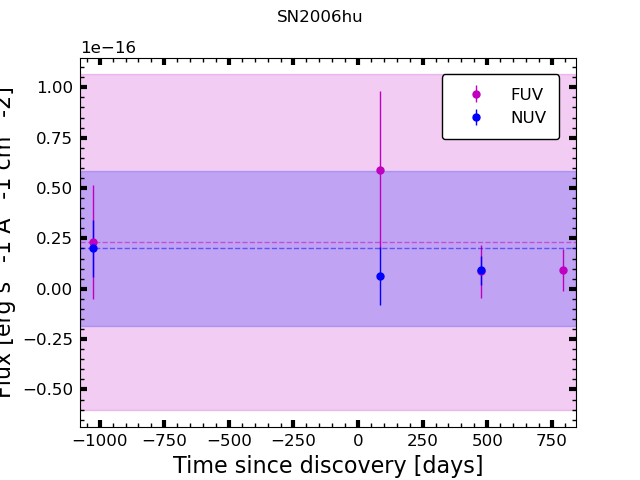 SN2006hu
1e−16
FUV
NUV
1.00
0.75
0.50
0.25
0.00
−0.25
−0.50
Flux [erg s -1 A -1 cm -2]
−1000 −750 −500 −250 0 250 500 750
Time since discovery [days]